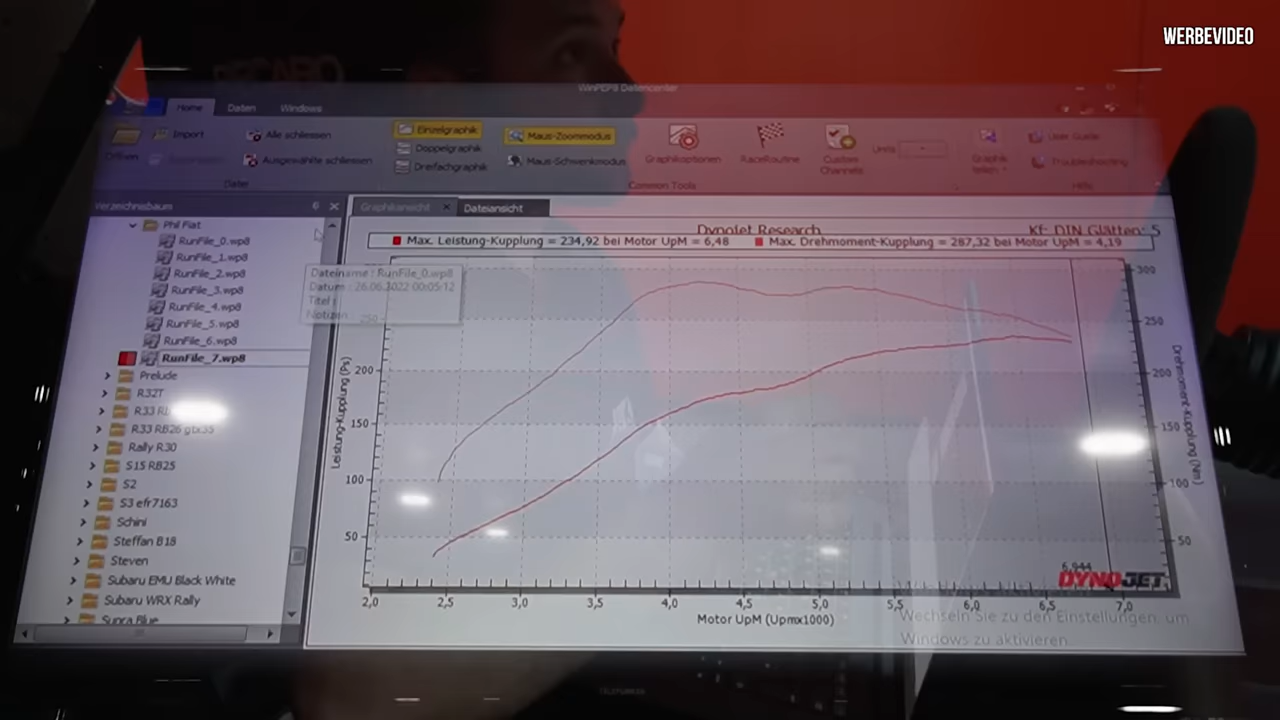 WERBEVIDEO
WinPEP8 Datencenter
Home Daten Windows
Import Alle schliessen Einzelgraphik Maus-Zoommodus
Öffnen Ausgewählte schliessen Doppelgraphik Maus-Schwenkmodus
Dreifachgraphik
Graphikoptionen RaceRoutine Custom Channels Units Graphik teilen User Guide
Troubleshooting
Common Tools Hilfe
Verzeichnisbaum
Graphikansicht Dateiansicht
Phil Fiat
RunFile_0.wp8
RunFile_1.wp8
RunFile_2.wp8
RunFile_3.wp8
RunFile_4.wp8
RunFile_5.wp8
RunFile_6.wp8
RunFile_7.wp8
Prelude
R32T
R33
R33 RB26
Rally R30
S15 RB25
S2
S3 efr7163
Schini
Steffan B18
Steven
Subaru EMU Black White
Subaru WRX Rally
Supra Blue
Dateiname : RunFile_0.wp8
Datum : 26.06.2022 00:05:12
Titel :
Notizen
DynoJet Research
Kf: DIN Glätten: 5
Max. Leistung-Kupplung = 234,92 bei Motor UpM = 6,48 Max. Drehmoment-Kupplung = 287,32 bei Motor UpM = 4,19
Leistung-Kupplung (Ps)
250
200
150
100
50
300
250
200
150
100
50
Drehmoment-Kupplung (Nm)
6,944
DYNOJET
2,0 2,5 3,0 3,5 4,0 4,5 5,0 5,5 6,0 6,5 7,0
Motor UpM (Upmx1000)
Wechseln Sie zu den Einstellungen, um
Windows zu aktivieren.
TELEFUNKEN